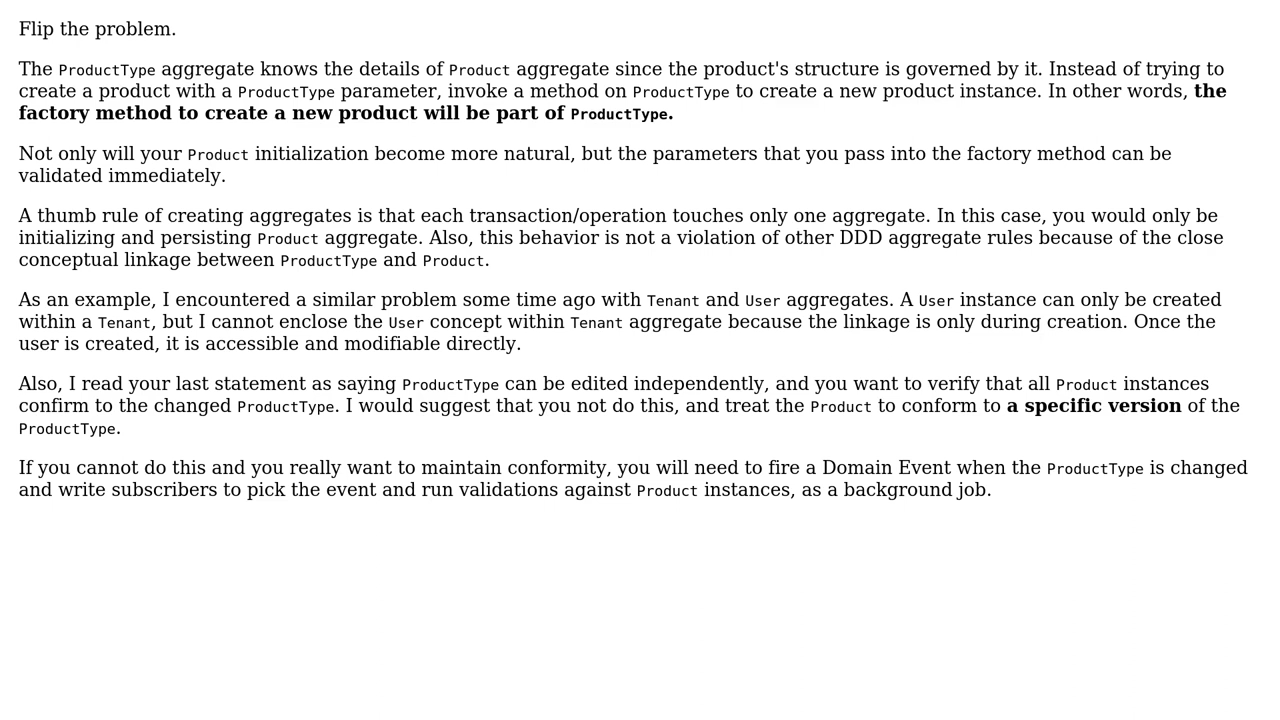 Flip the problem.
The ProductType aggregate knows the details of Product aggregate since the product's structure is governed by it. Instead of trying to
create a product with a ProductType parameter, invoke a method on ProductType to create a new product instance. In other words, the
factory method to create a new product will be part of ProductType.
Not only will your Product initialization become more natural, but the parameters that you pass into the factory method can be
validated immediately.
A thumb rule of creating aggregates is that each transaction/operation touches only one aggregate. In this case, you would only be
initializing and persisting Product aggregate. Also, this behavior is not a violation of other DDD aggregate rules because of the close
conceptual linkage between ProductType and Product.
As an example, I encountered a similar problem some time ago with Tenant and User aggregates. A User instance can only be created
within a Tenant, but I cannot enclose the User concept within Tenant aggregate because the linkage is only during creation. Once the
user is created, it is accessible and modifiable directly.
Also, I read your last statement as saying ProductType can be edited independently, and you want to verify that all Product instances
confirm to the changed ProductType. I would suggest that you not do this, and treat the Product to conform to a specific version of the
ProductType.
If you cannot do this and you really want to maintain conformity, you will need to fire a Domain Event when the ProductType is changed
and write subscribers to pick the event and run validations against Product instances, as a background job.